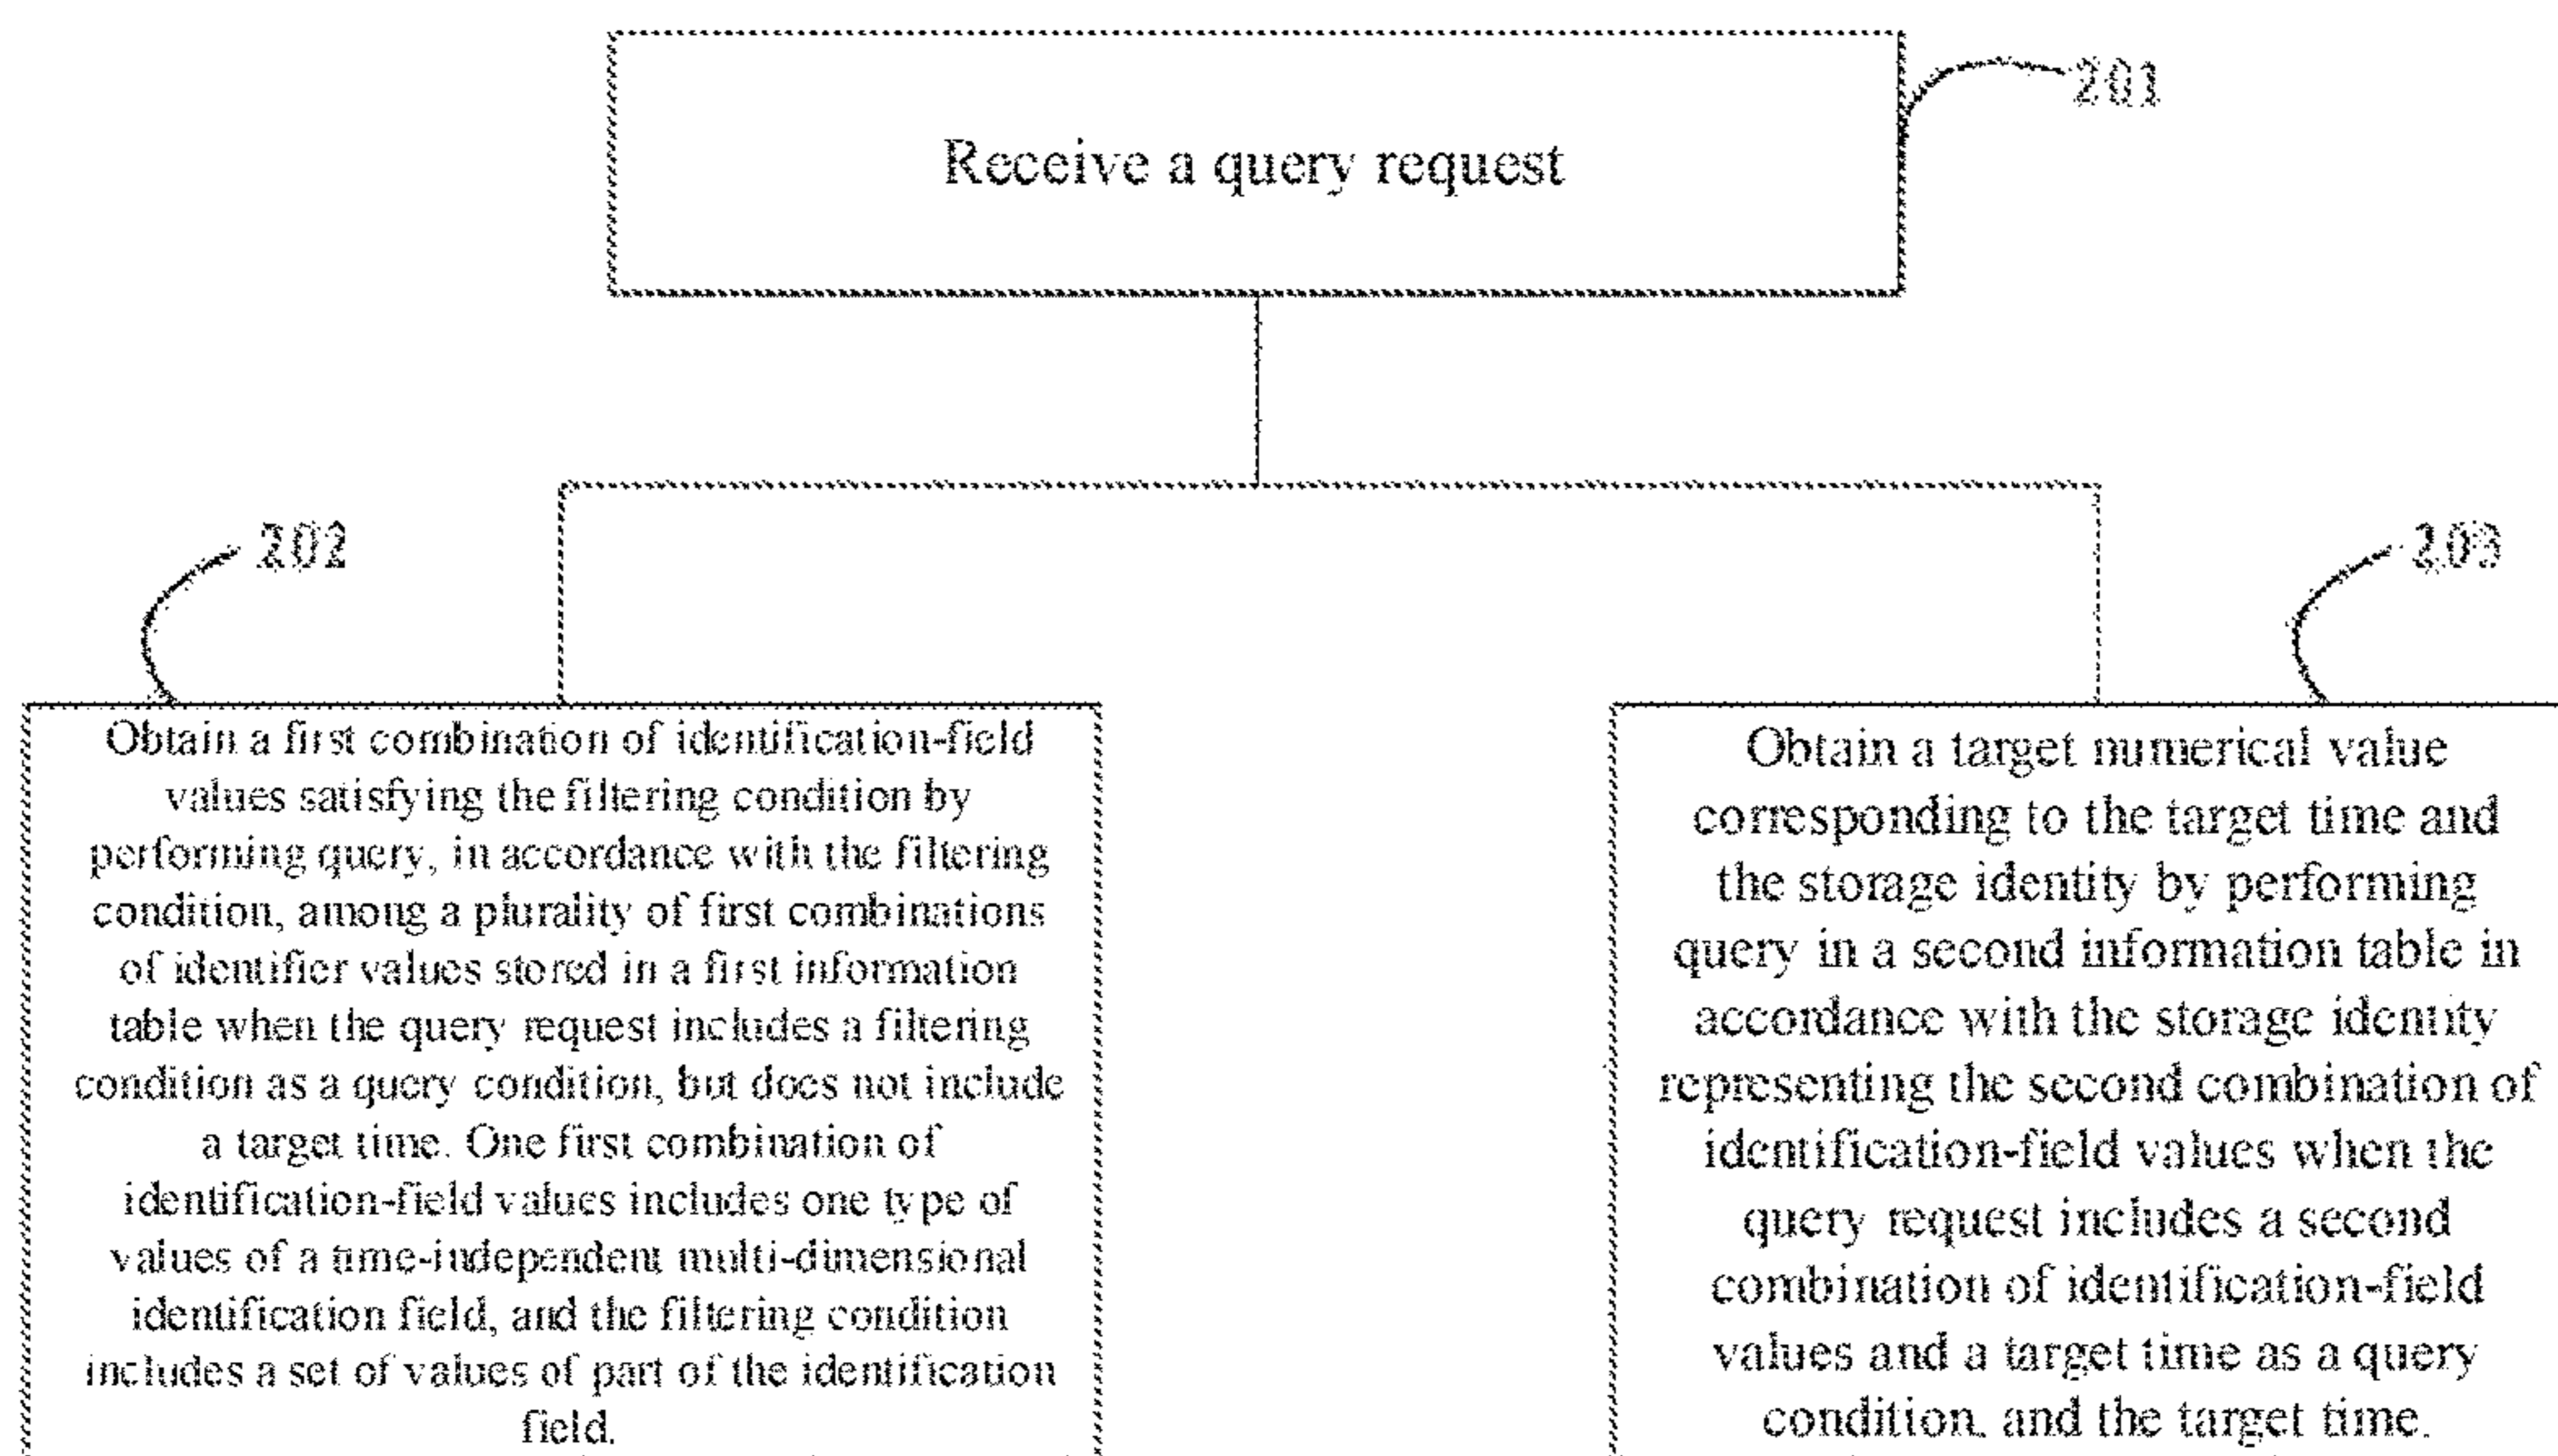 201
Receive a query request
202
203
Obtain a first combination of identification-field
values satisfying the filtering condition by
performing query, in accordance with the filtering
condition, among a plurality of first combinations
of identifier values stored in a first information
table when the query request includes a filtering
condition as a query condition, but does not include
a target time. One first combination of
identification-field values includes one type of
values of a time-independent multi-dimensional
identification field, and the filtering condition
includes a set of values of part of the identification
field.
Obtain a target numerical value
corresponding to the target time and
the storage identity by performing
query in a second information table in
accordance with the storage identity
representing the second combination of
identification-field values when the
query request includes a second
combination of identification-field
values and a target time as a query
condition, and the target time.